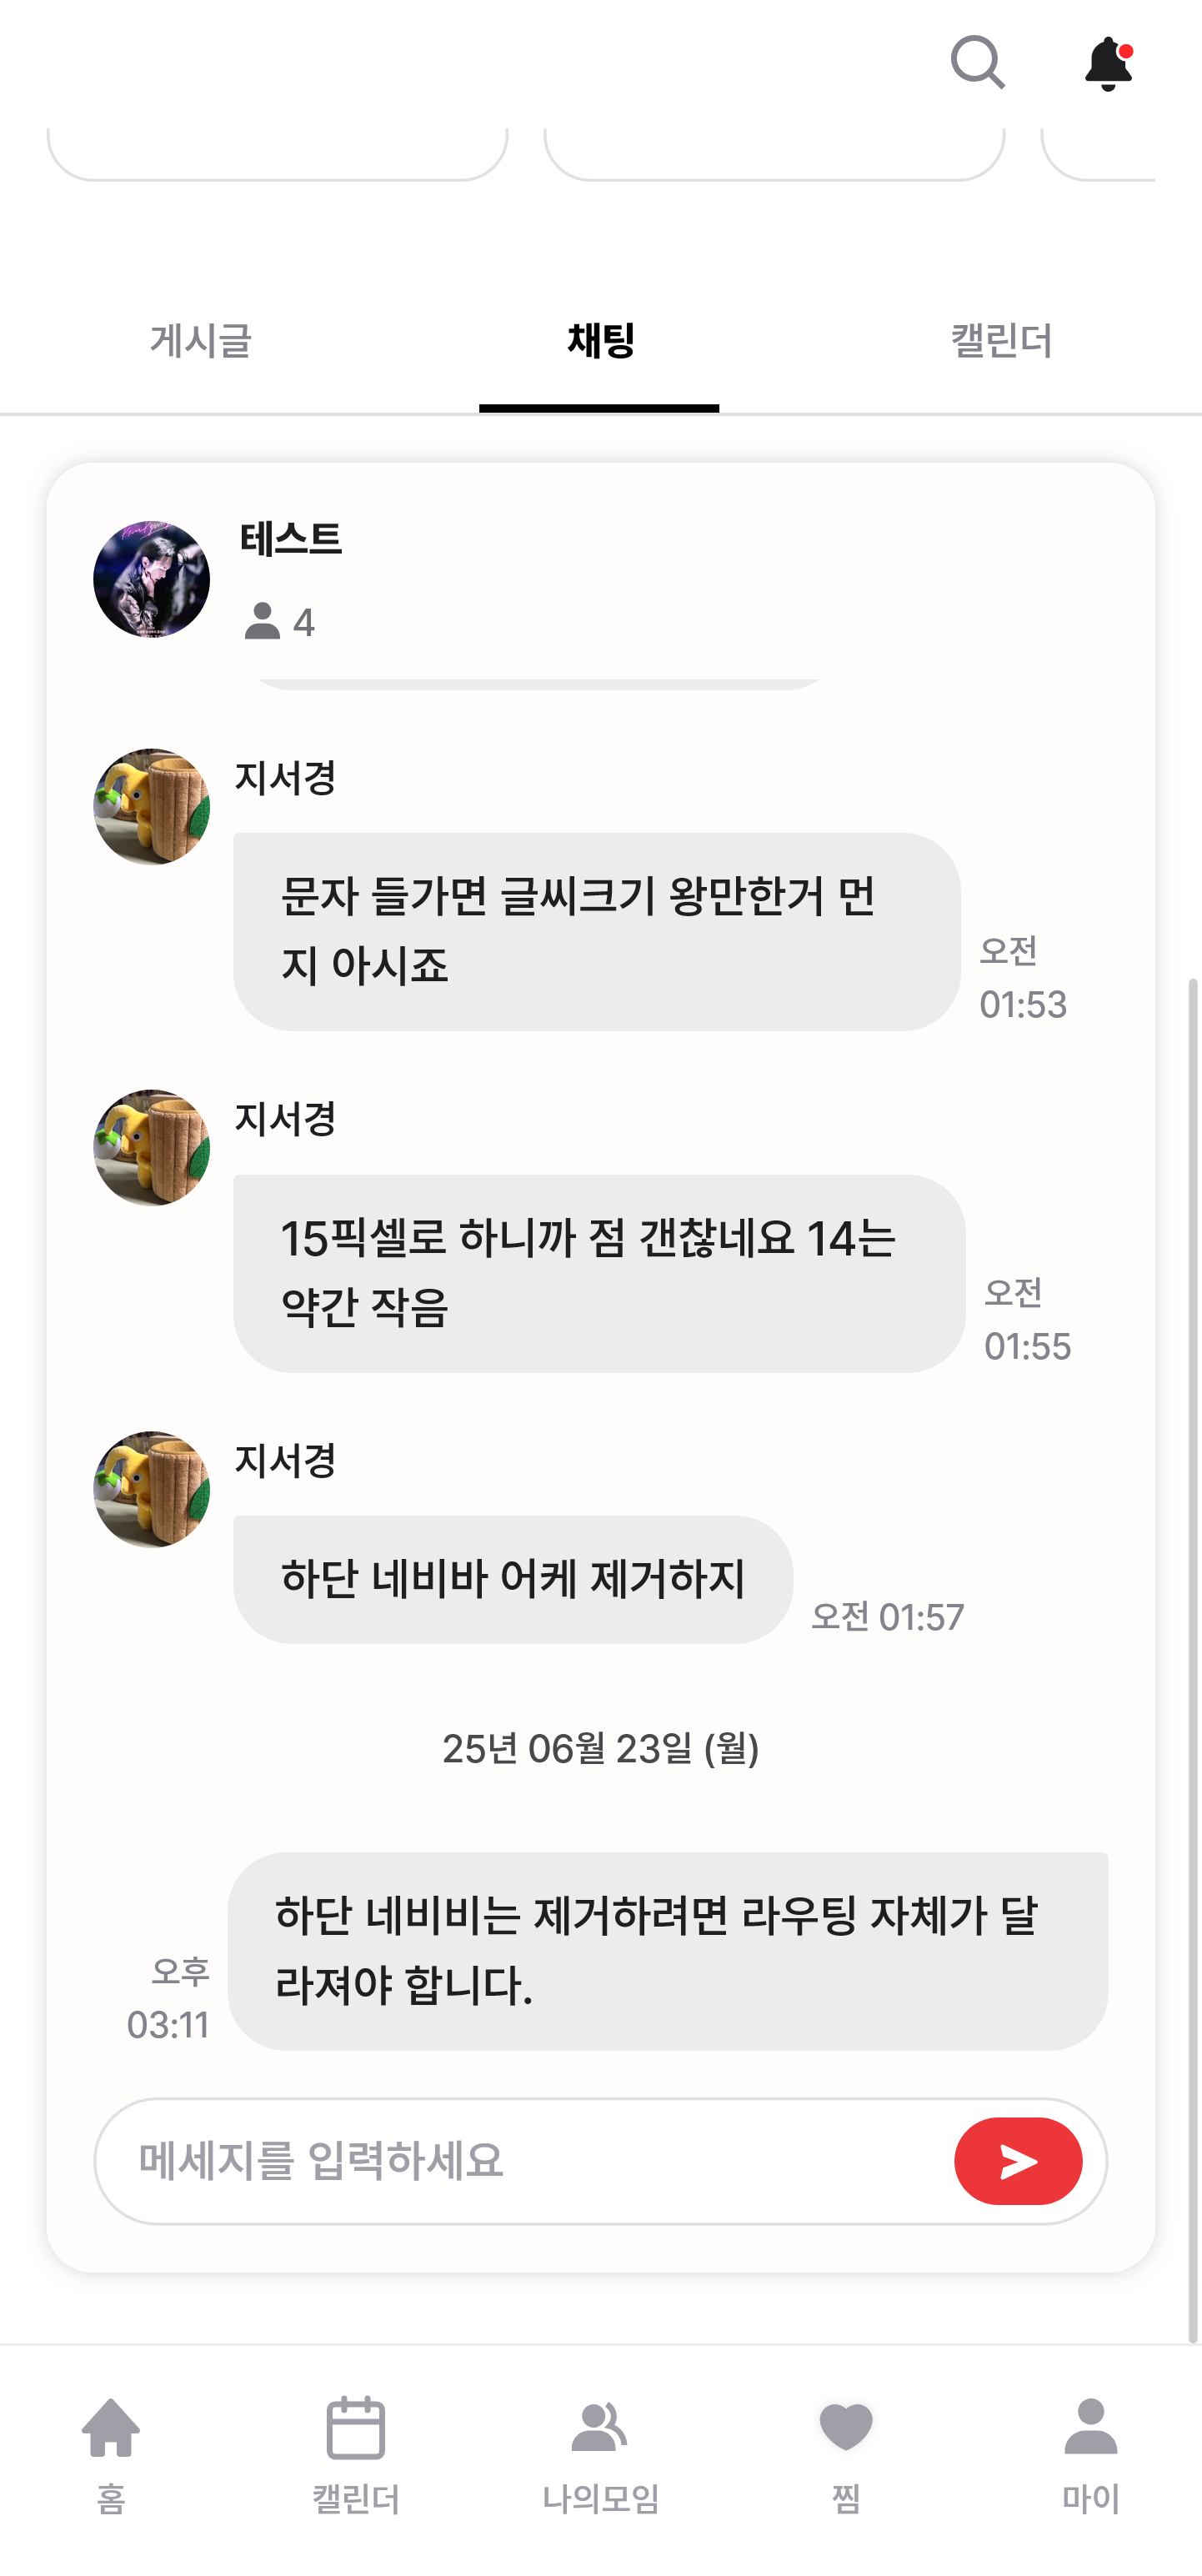 게시글 채팅 캘린더
테스트
4
지서경
문자 들가면 글씨크기 왕만한거 먼
지 아시죠
오전
01:53
지서경
15픽셀로 하니까 점 갠찮네요 14는
약간 작음
오전
01:55
지서경
하단 네비바 어케 제거하지
오전 01:57
25년 06월 23일 (월)
하단 네비비는 제거하려면 라우팅 자체가 달
라져야 합니다.
오후
03:11
메세지를 입력하세요
홈 캘린더 나의모임 찜 마이